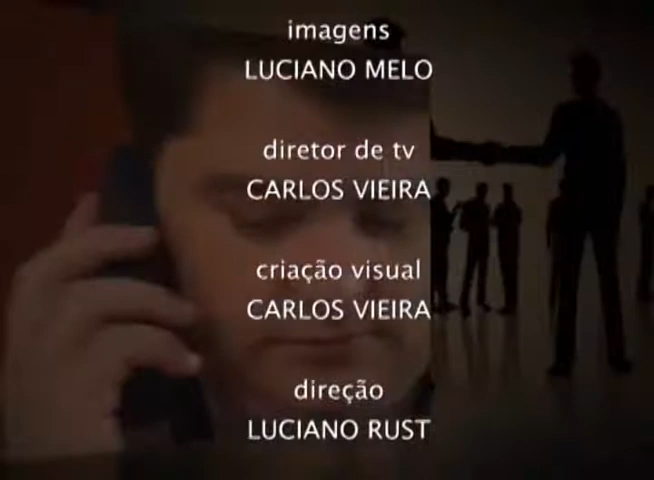 imagens
LUCIANO MELO
diretor de tv
CARLOS VIEIRA
criação visual
CARLOS VIEIRA
direção
LUCIANO RUST